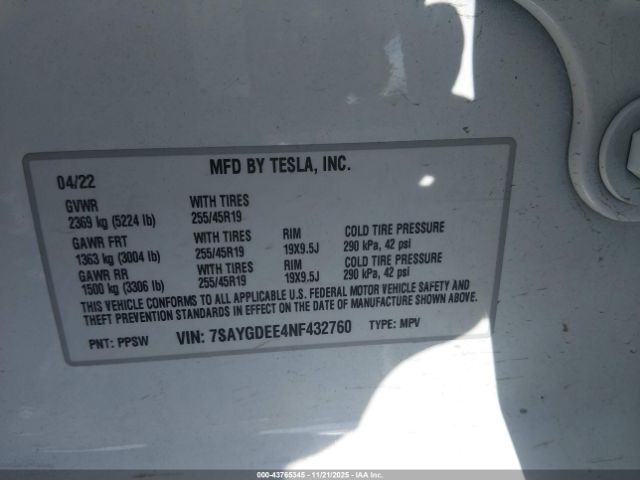 MFD BY TESLA, INC.
04/22
GVWR WITH TIRES
2369 kg (5224 lb) 255/45R19
GAWR FRT WITH TIRES RIM COLD TIRE PRESSURE
1363 kg (3004 lb) 255/45R19 19X9.5J 290 kPa, 42 psi
GAWR RR WITH TIRES RIM COLD TIRE PRESSURE
1500 kg (3306 lb) 255/45R19 19X9.5J 290 kPa, 42 psi
THIS VEHICLE CONFORMS TO ALL APPLICABLE U.S. FEDERAL MOTOR VEHICLE SAFETY AND
THEFT PREVENTION STANDARDS IN EFFECT ON THE DATE OF MANUFACTURE SHOWN ABOVE.
PNT: PPSW VIN: 7SAYGDEE4NF432760 TYPE: MPV
© - 43765345 - 11/21/2025 - IAA Inc.